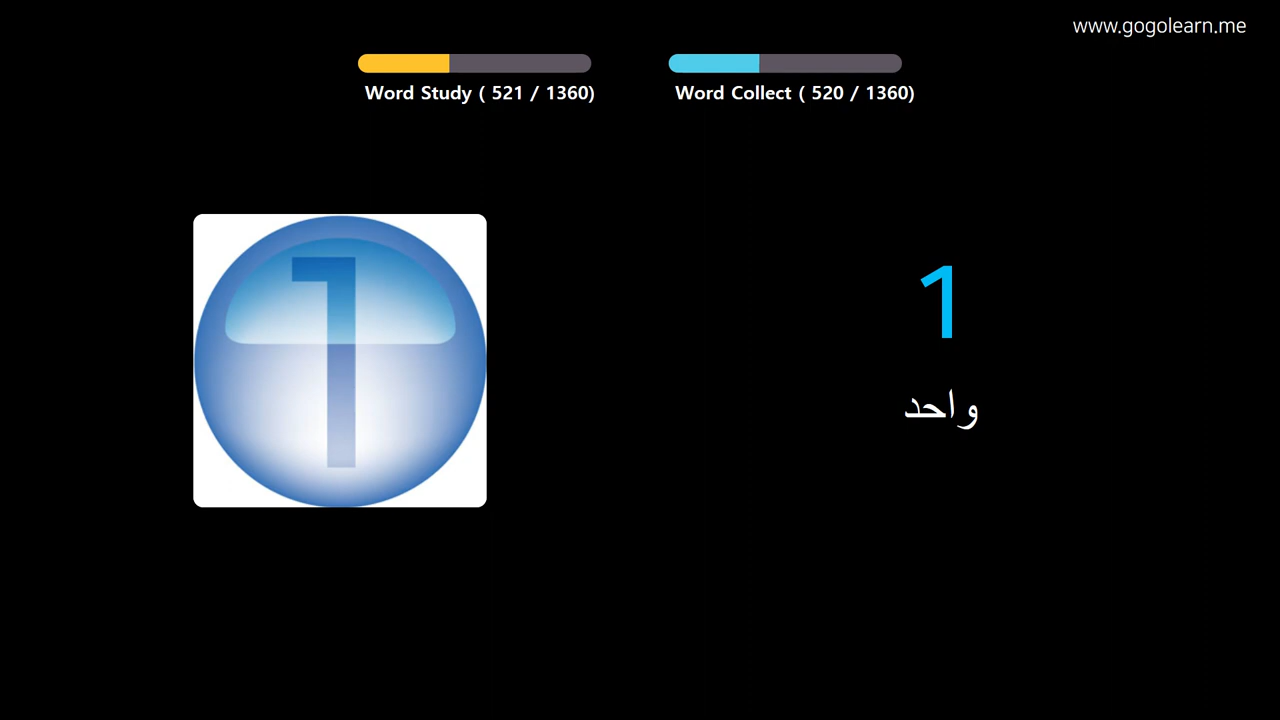 www.gogolearn.me
Word Study ( 521 / 1360)
Word Collect ( 520 / 1360)
1
1
واحد